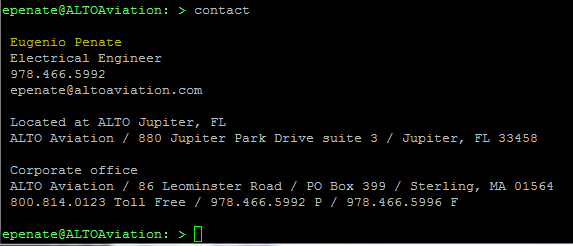 epenate@ALTOAviation: > contact
Eugenio Penate
Electrical Engineer
978.466.5992
epenate@altoaviation.com
Located at ALTO Jupiter, FL
ALTO Aviation / 880 Jupiter Park Drive suite 3 / Jupiter, FL 33458
Corporate office
ALTO Aviation / 86 Leominster Road / PO Box 399 / Sterling, MA 01564
800.814.0123 Toll Free / 978.466.5992 P / 978.466.5996 F
epenate@ALTOAviation: >